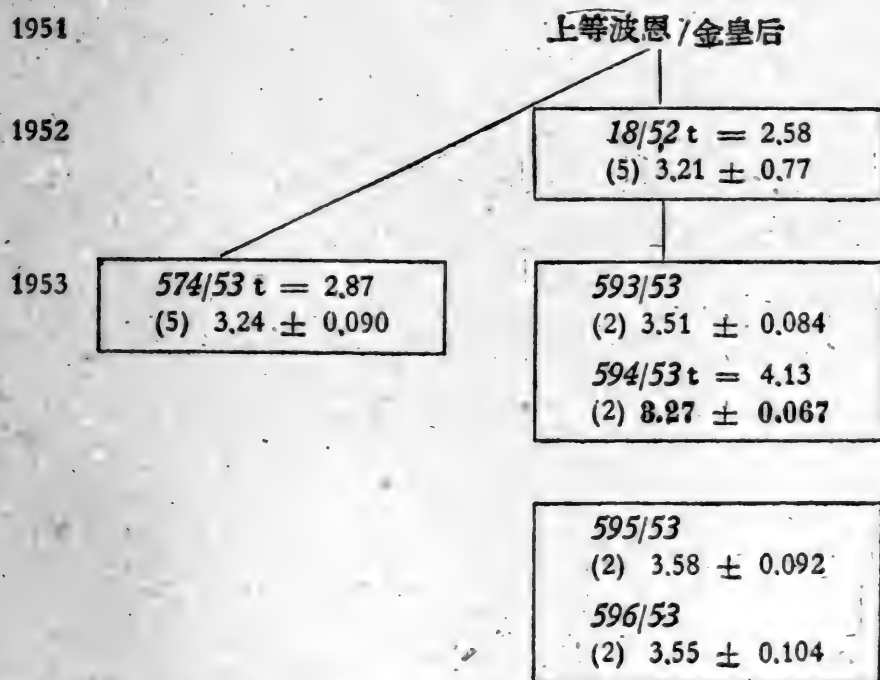 1951
上等波恩/金皇后
1952
18/52 t = 2.58
(5) 3.21 ± 0.77
1953
574/53 t = 2.87
(5) 3.24 ± 0.090
593/53
(2) 3.51 ± 0.084
594/53 t = 4.13
(2) 3.27 ± 0.067
595/53
(2) 3.58 ± 0.092
596/53
(2) 3.55 ± 0.104